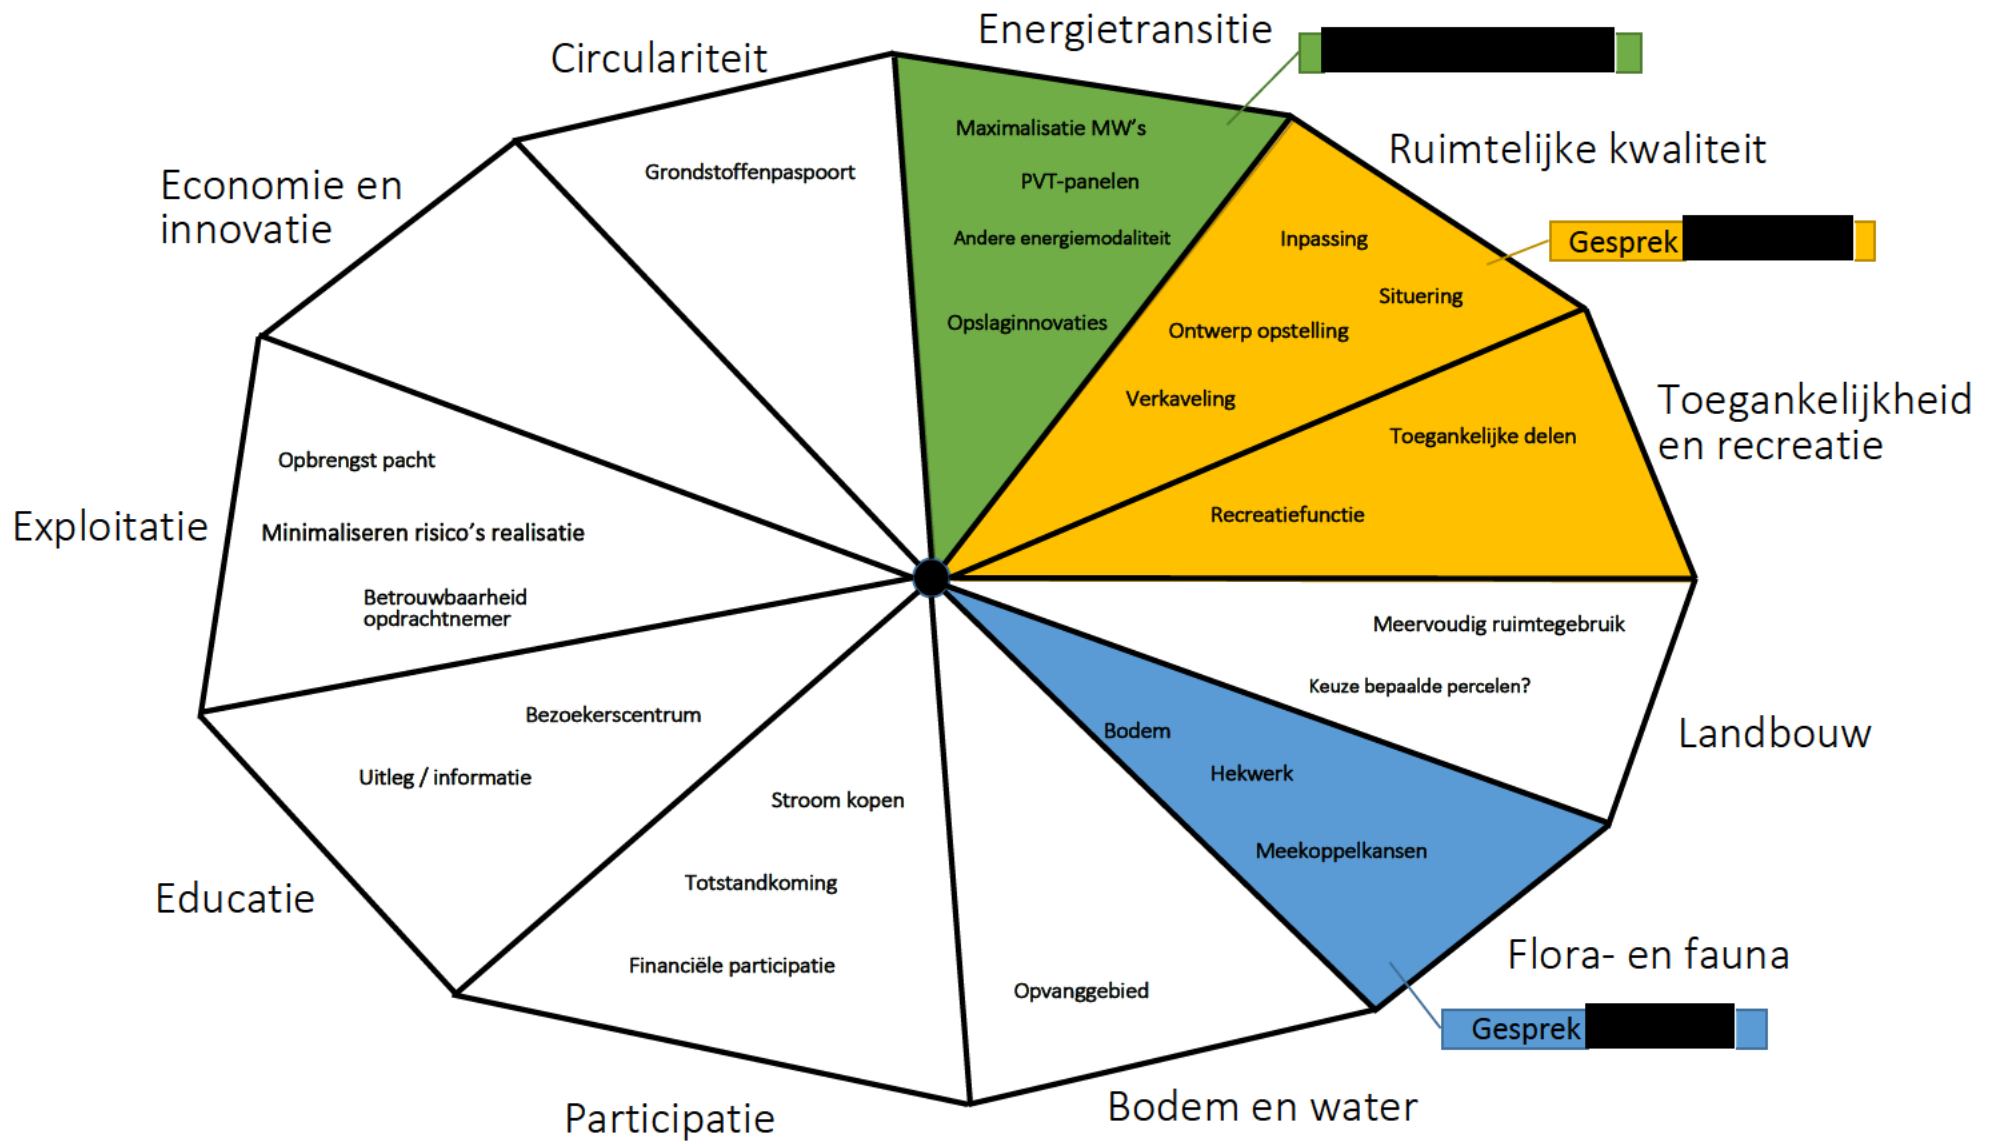 Energietransitie
Maximalisatie MW's
PVT-panelen
Andere energiemodaliteit
Opslaginnovaties
Ruimtelijke kwaliteit
Gesprek
Inpassing
Situering
Ontwerp opstelling
Verkaveling
Toegankelijkheid
en recreatie
Toegankelijke delen
Recreatiefunctie
Landbouw
Meervoudig ruimtegebruik
Keuze bepaalde percelen?
Flora- en fauna
Gesprek
Bodem
Hekwerk
Meekoppelkansen
Bodem en water
Opvanggebied
Participatie
Stroom kopen
Totstandkoming
Financiële participatie
Educatie
Bezoekerscentrum
Uitleg / informatie
Exploitatie
Opbrengst pacht
Minimaliseren risico's realisatie
Betrouwbaarheid
opdrachtnemer
Economie en
innovatie
Circulariteit
Grondstoffenpaspoort